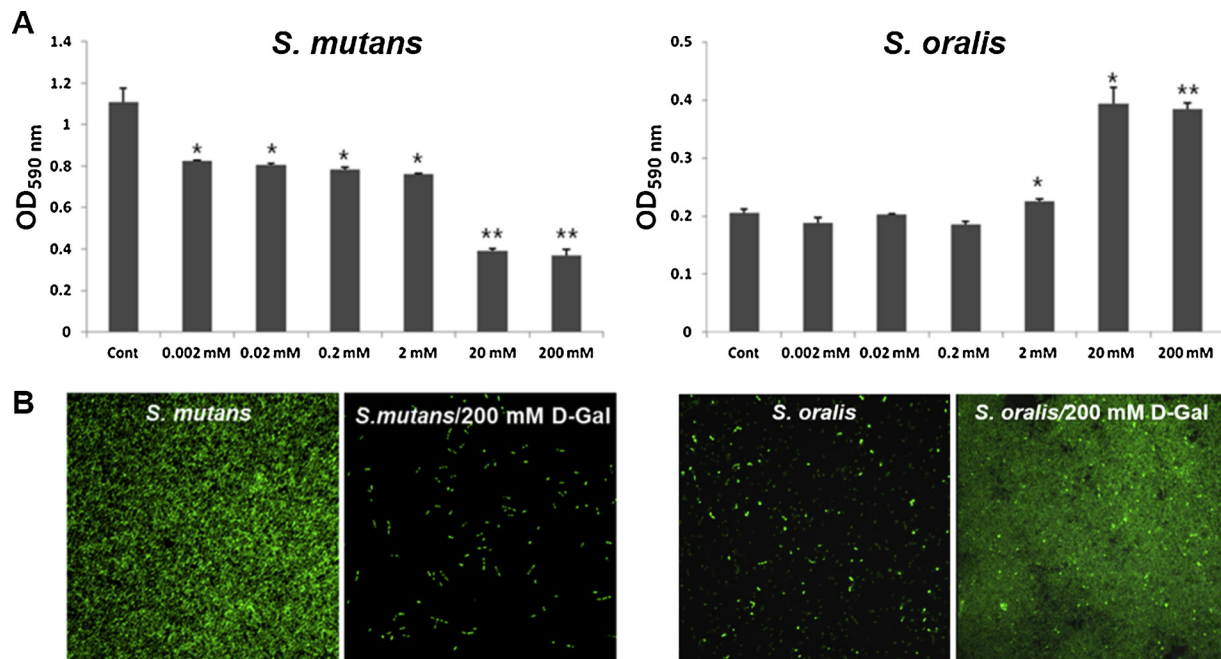 A
S. mutans
OD590 nm
1.4
1.2
1
0.8
0.6
0.4
0.2
0
*
*
*
*
**
**
Cont 0.002 mM 0.02 mM 0.2 mM 2 mM 20 mM 200 mM
S. oralis
OD590 nm
0.5
0.4
0.3
0.2
0.1
0
*
*
**
Cont 0.002 mM 0.02 mM 0.2 mM 2 mM 20 mM 200 mM
B
S. mutans
S.mutans/200 mM D-Gal
S. oralis
S. oralis/200 mM D-Gal